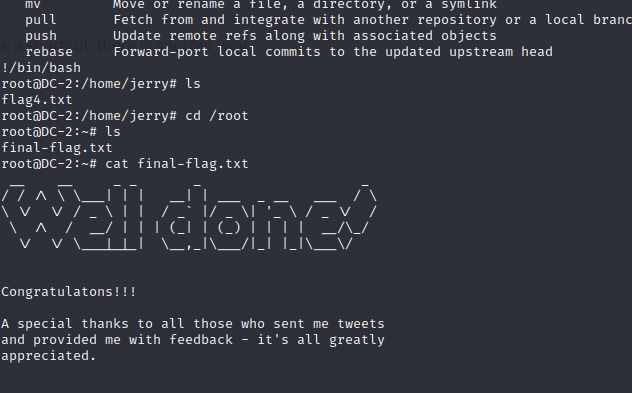 mv Move or rename a file, a directory, or a symlink
pull Fetch from and integrate with another repository or a local branc
push Update remote refs along with associated objects
rebase Forward-port local commits to the updated upstream head
!/bin/bash
root@DC-2:/home/jerry# ls
flag4.txt
root@DC-2:/home/jerry# cd /root
root@DC-2:~# ls
final-flag.txt
root@DC-2:~# cat final-flag.txt
Well done!
Congratulatons!!!
A special thanks to all those who sent me tweets
and provided me with feedback - it's all greatly
appreciated.